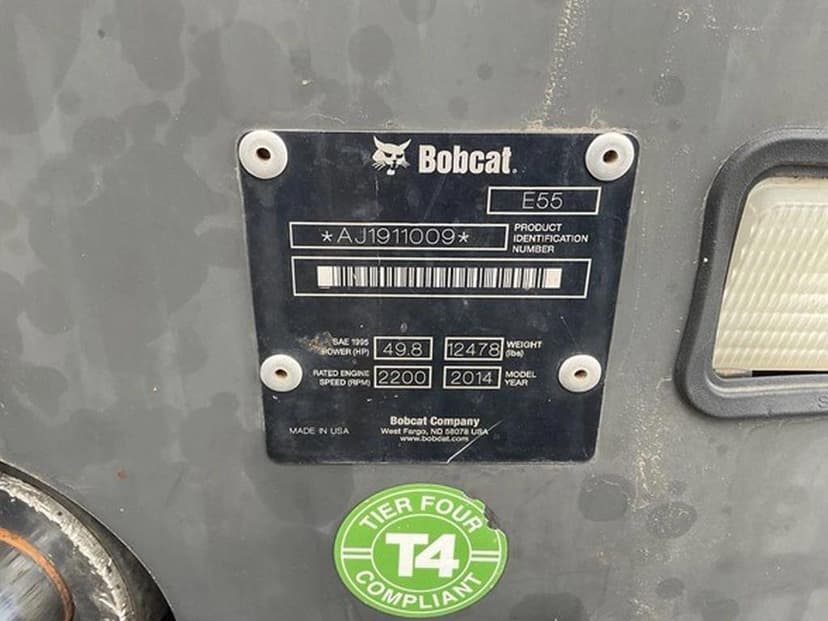 Bobcat.
E55
*AJ1911009*
PRODUCT
IDENTIFICATION
NUMBER
SAE 1995
POWER (HP)
49.8
12478
WEIGHT
(lbs)
RATED ENGINE
SPEED (RPM)
2200
2014
MODEL
YEAR
Bobcat Company
MADE IN USA
West Fargo, ND 58078 USA
www.bobcat.com
TIER FOUR
T4
COMPLIANT